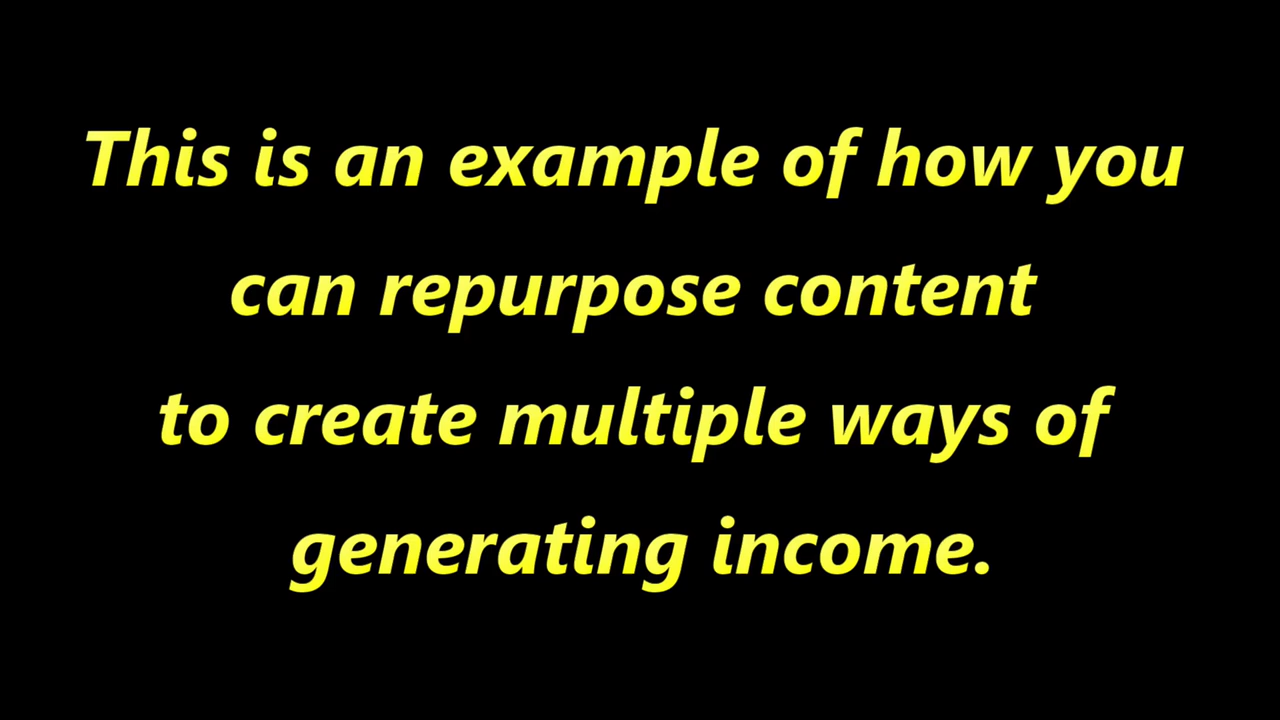 This is an example of how you
can repurpose content
to create multiple ways of
generating income.